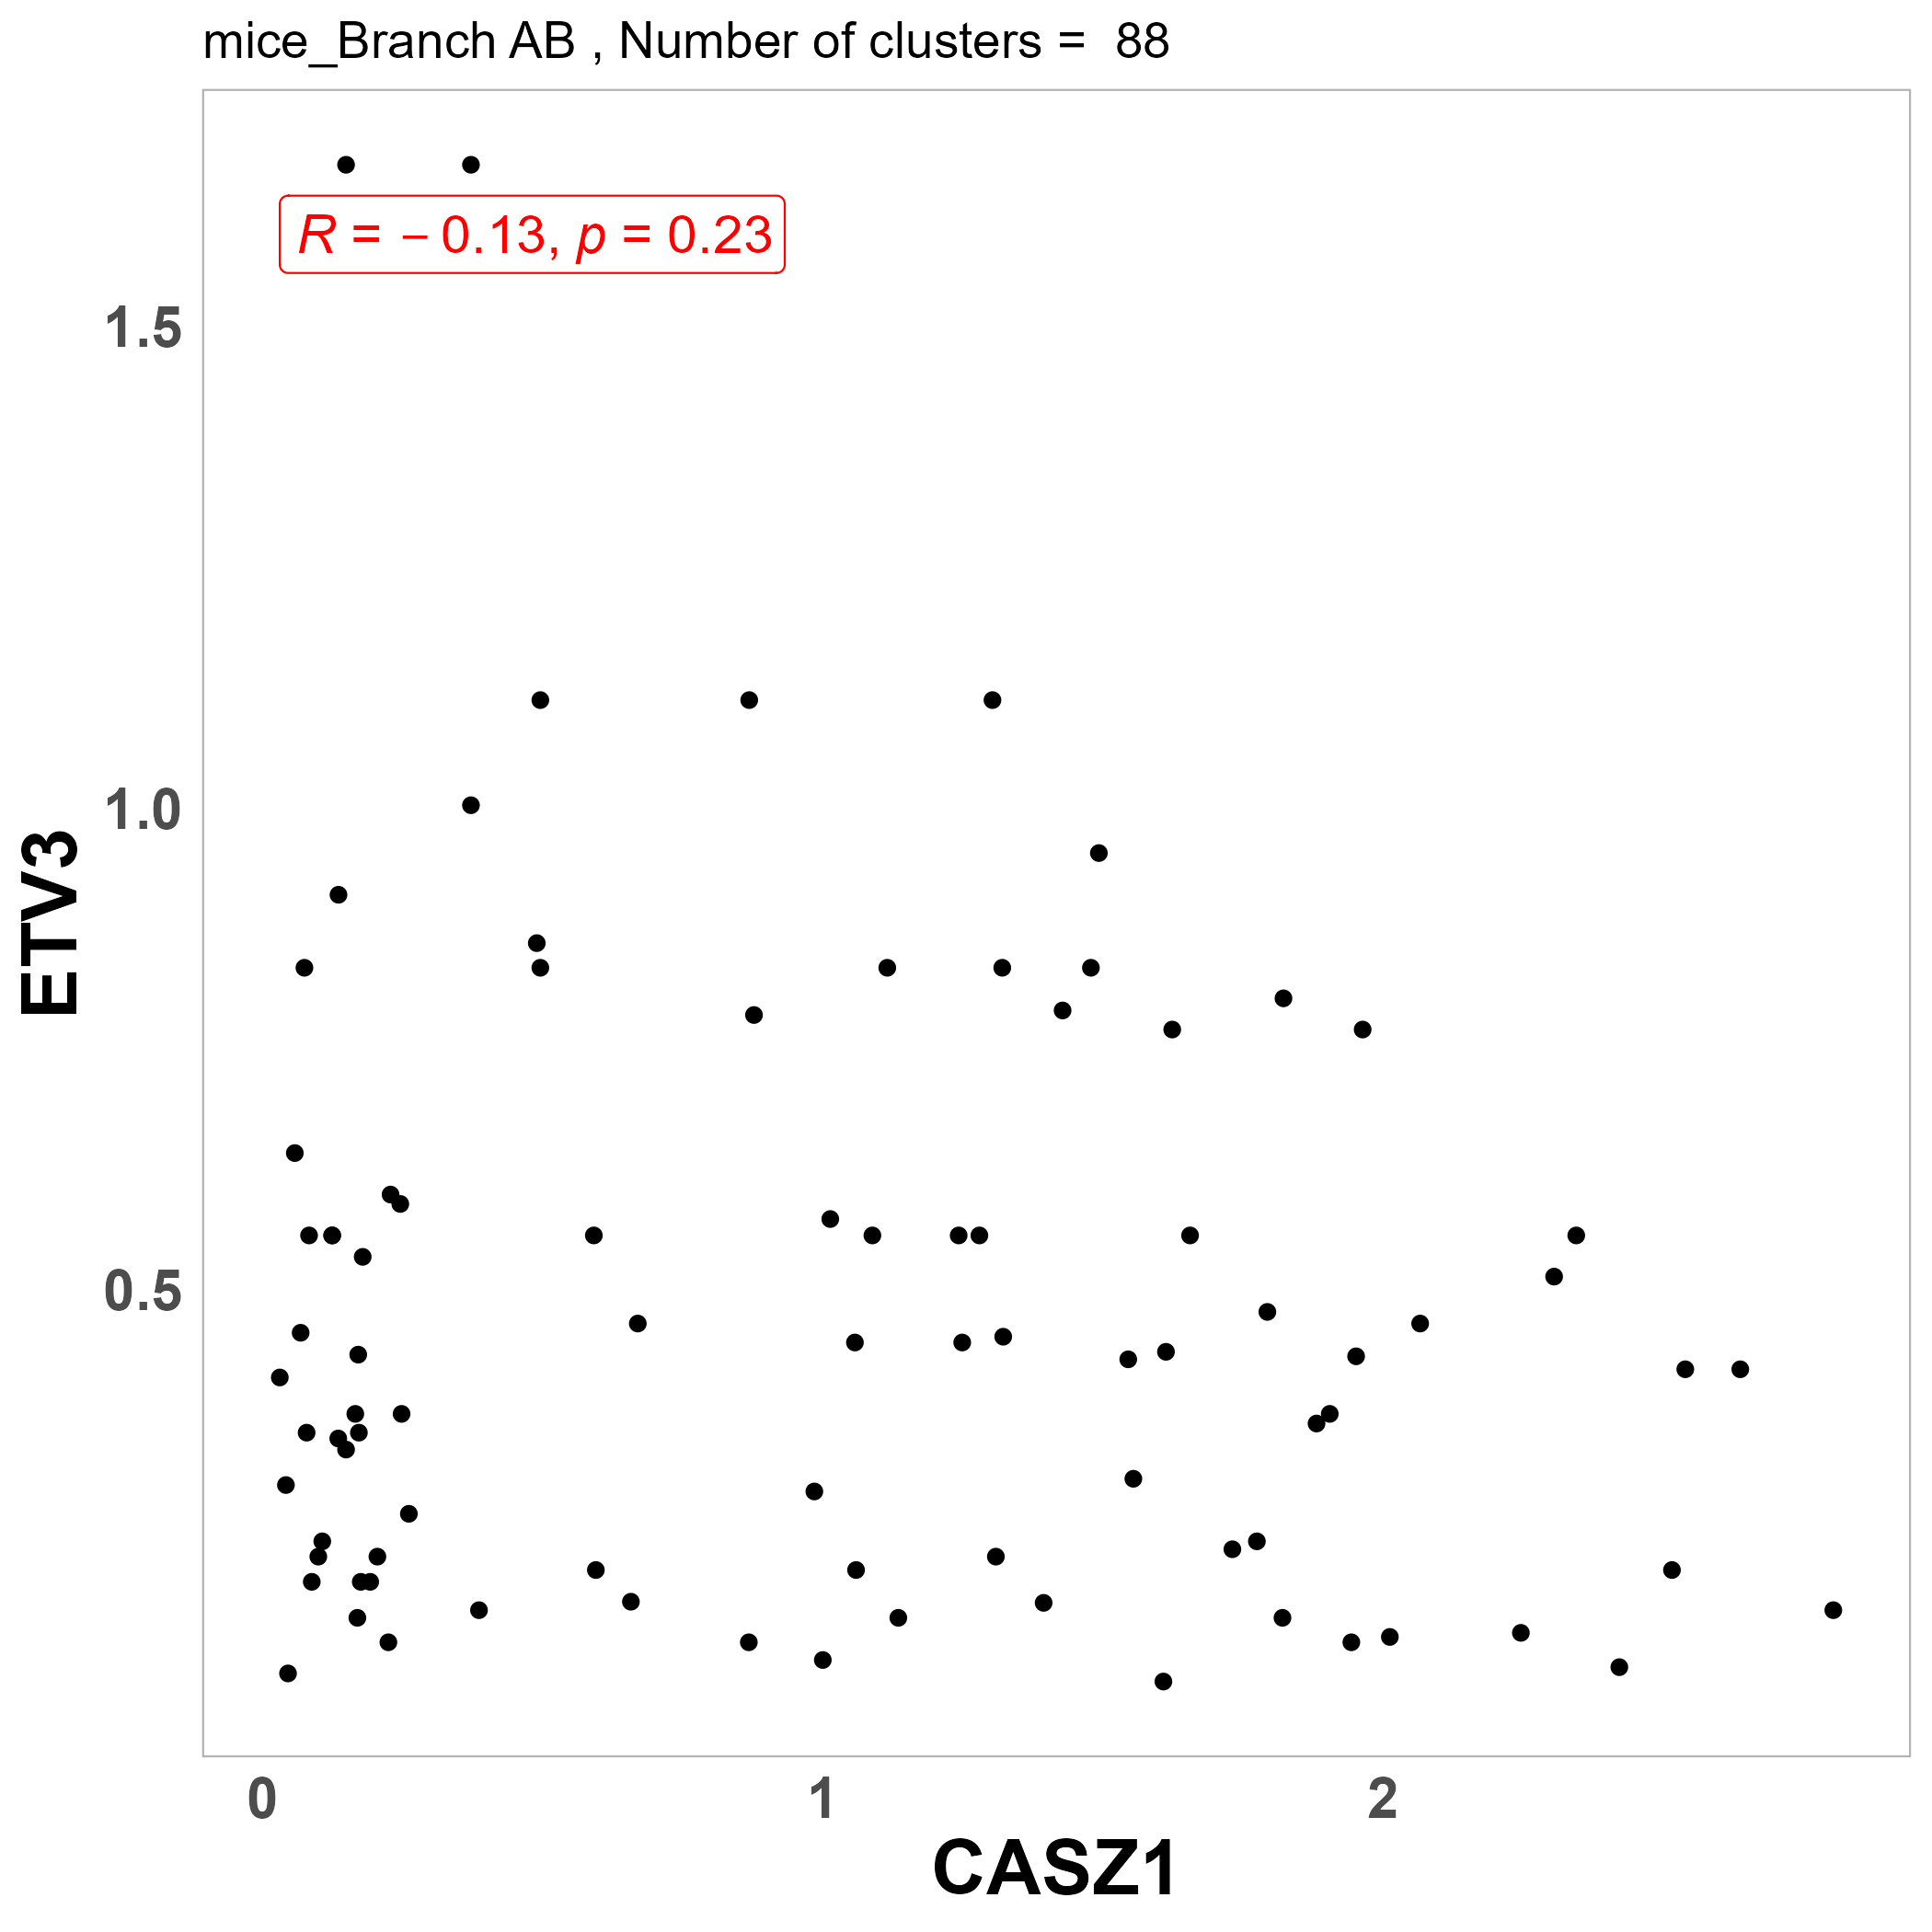 mice_Branch AB , Number of clusters =  88
R = − 0.13, p = 0.23
1.5
1.0
0.5
ETV3
0 1 2
CASZ1